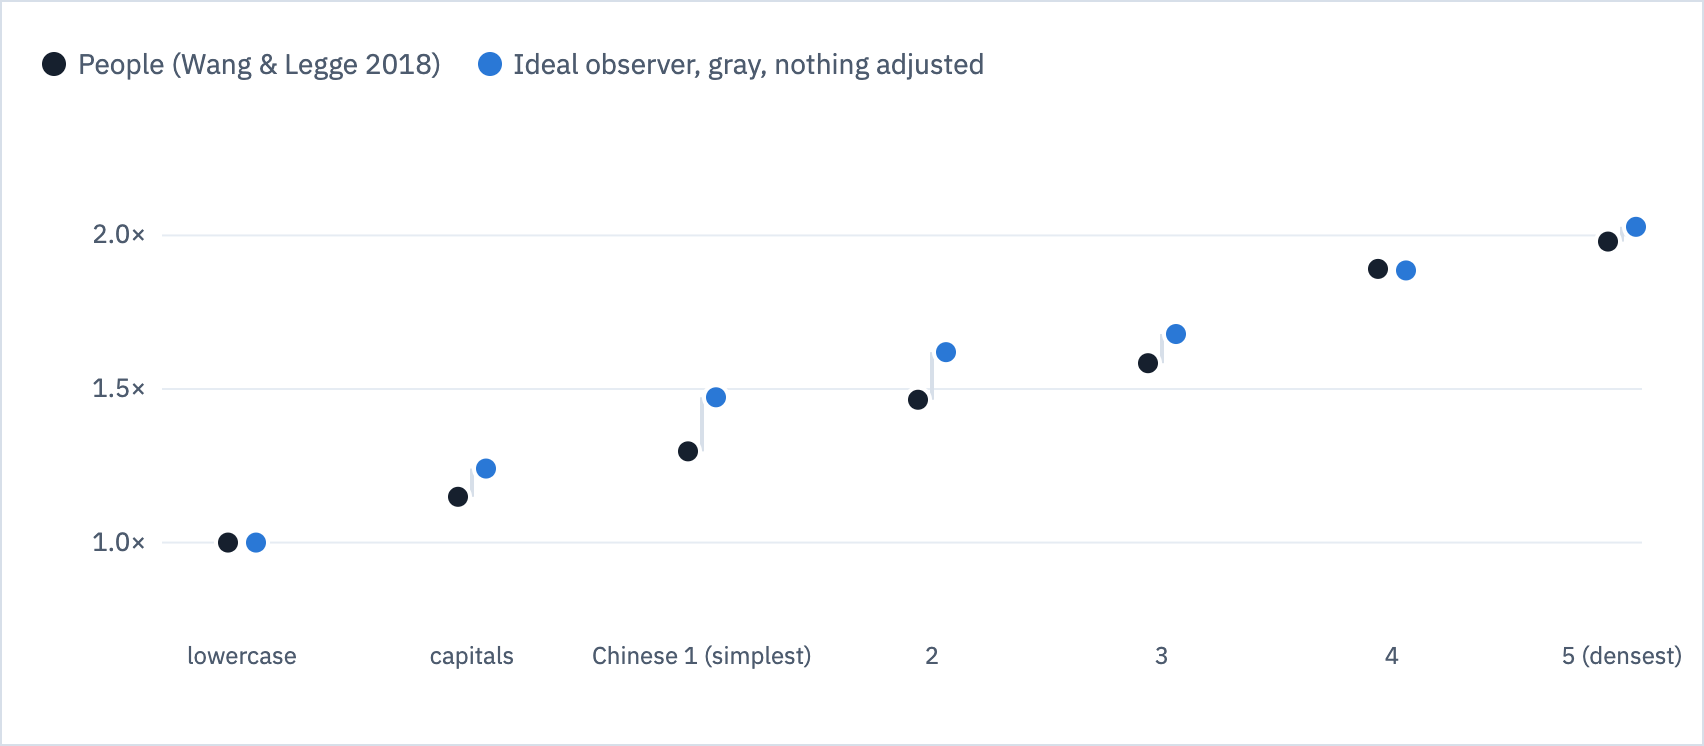 People (Wang & Legge 2018) Ideal observer, gray, nothing adjusted
2.0×
1.5×
1.0×
lowercase capitals Chinese 1 (simplest) 2 3 4 5 (densest)